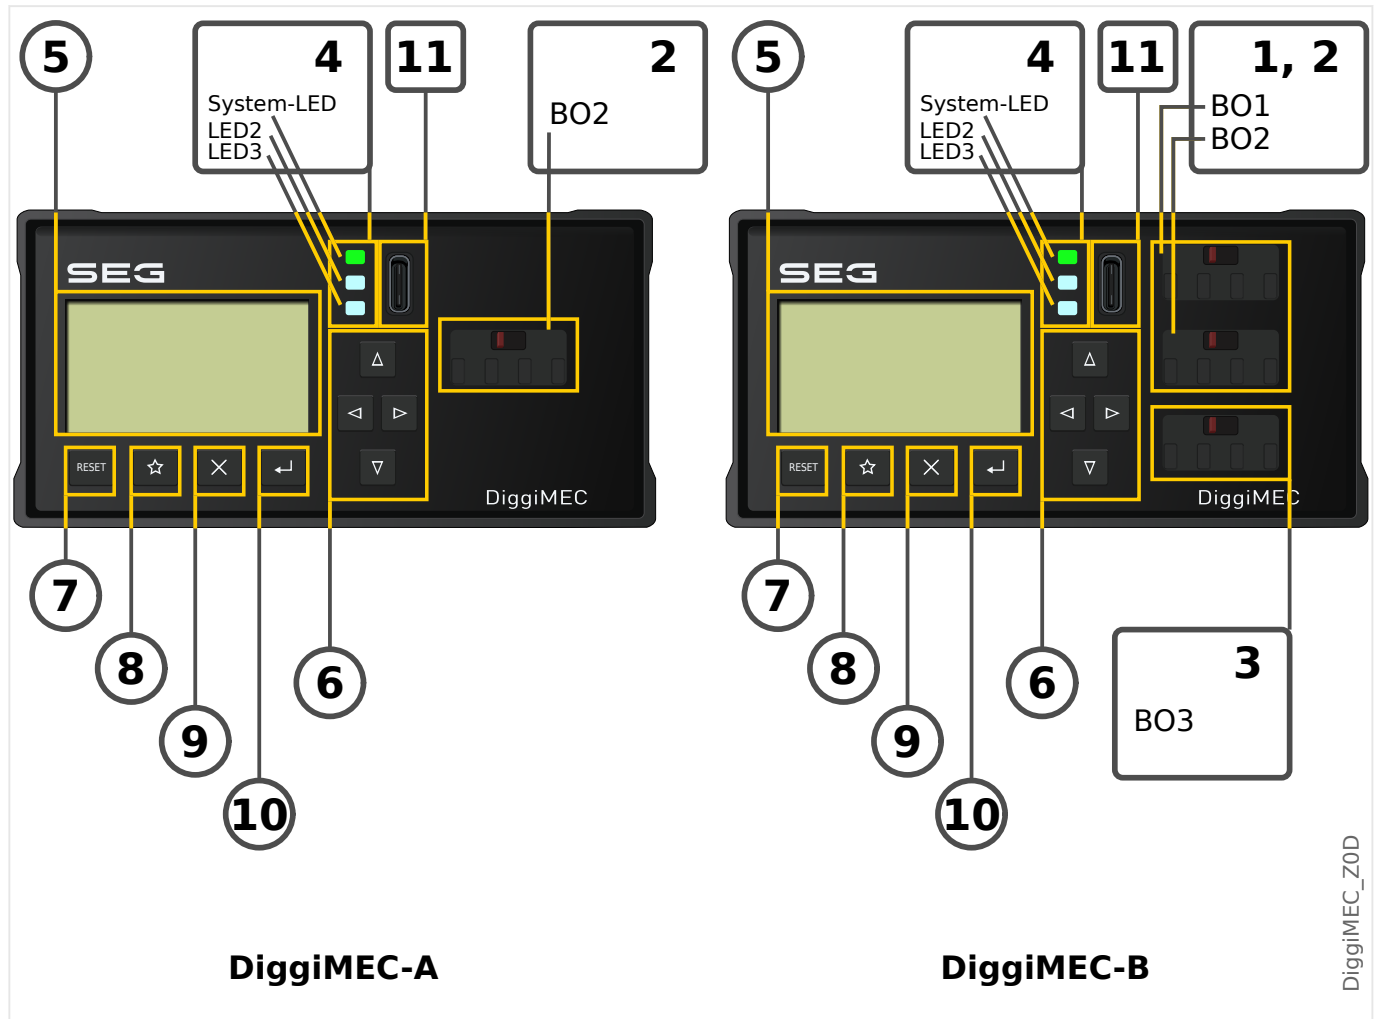 5
4
System-LED
LED2
LED3
11
2
BO2
SEG
RESET
DiggiMEC
7
8
9
10
6
DiggiMEC-A
5
4
System-LED
LED2
LED3
11
1, 2
BO1
BO2
SEG
RESET
DiggiMEC
7
8
9
10
6
3
BO3
DiggiMEC-B
DiggiMEC_Z0D